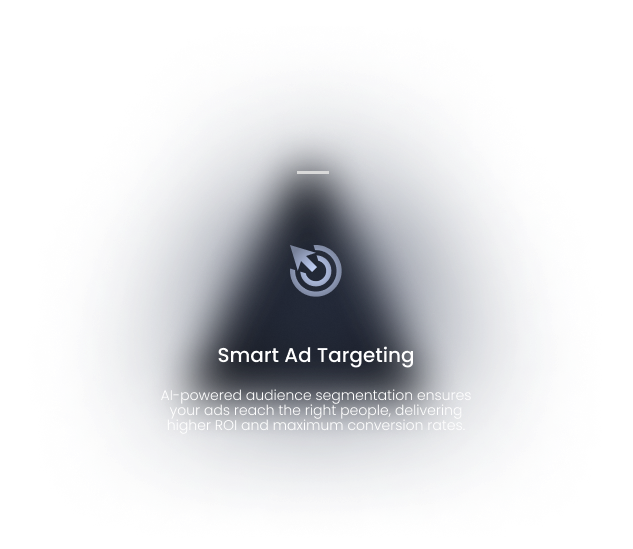 Smart Ad Targeting
AI-powered audience segmentation ensures
your ads reach the right people, delivering
higher ROI and maximum conversion rates.